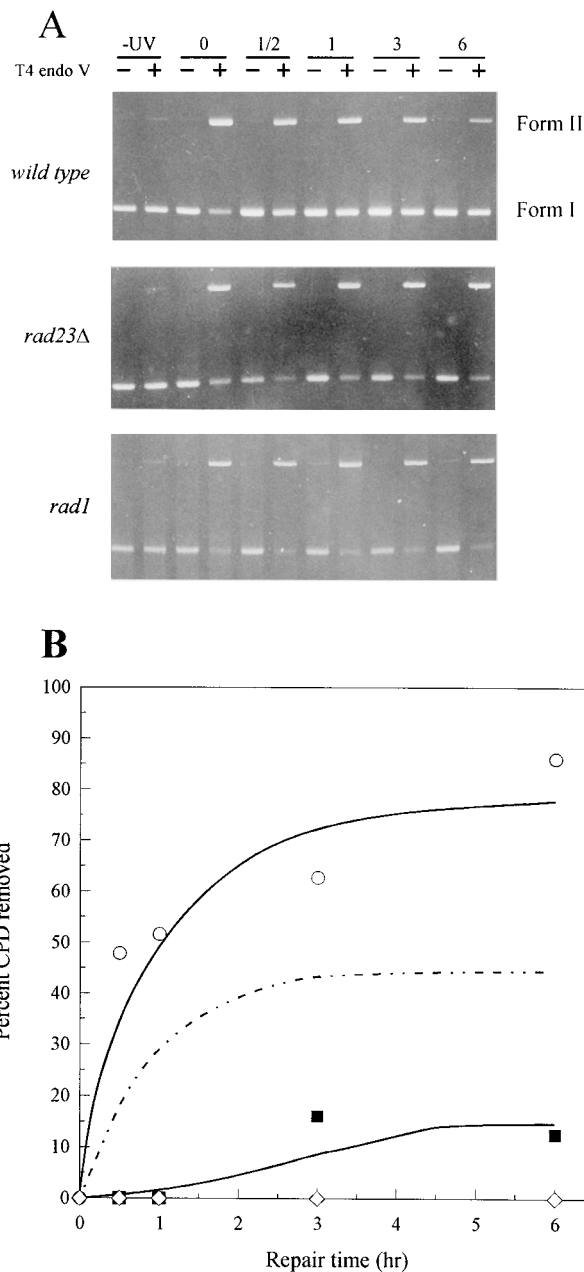 A
-UV 0 1/2 1 3 6
T4 endo V − + − + − + − + − + − +
Form II
wild type
Form I
rad23Δ
rad1
B
100
90
80
70
60
50
40
30
20
10
0
Percent CPD removed
0 1 2 3 4 5 6
Repair time (hr)